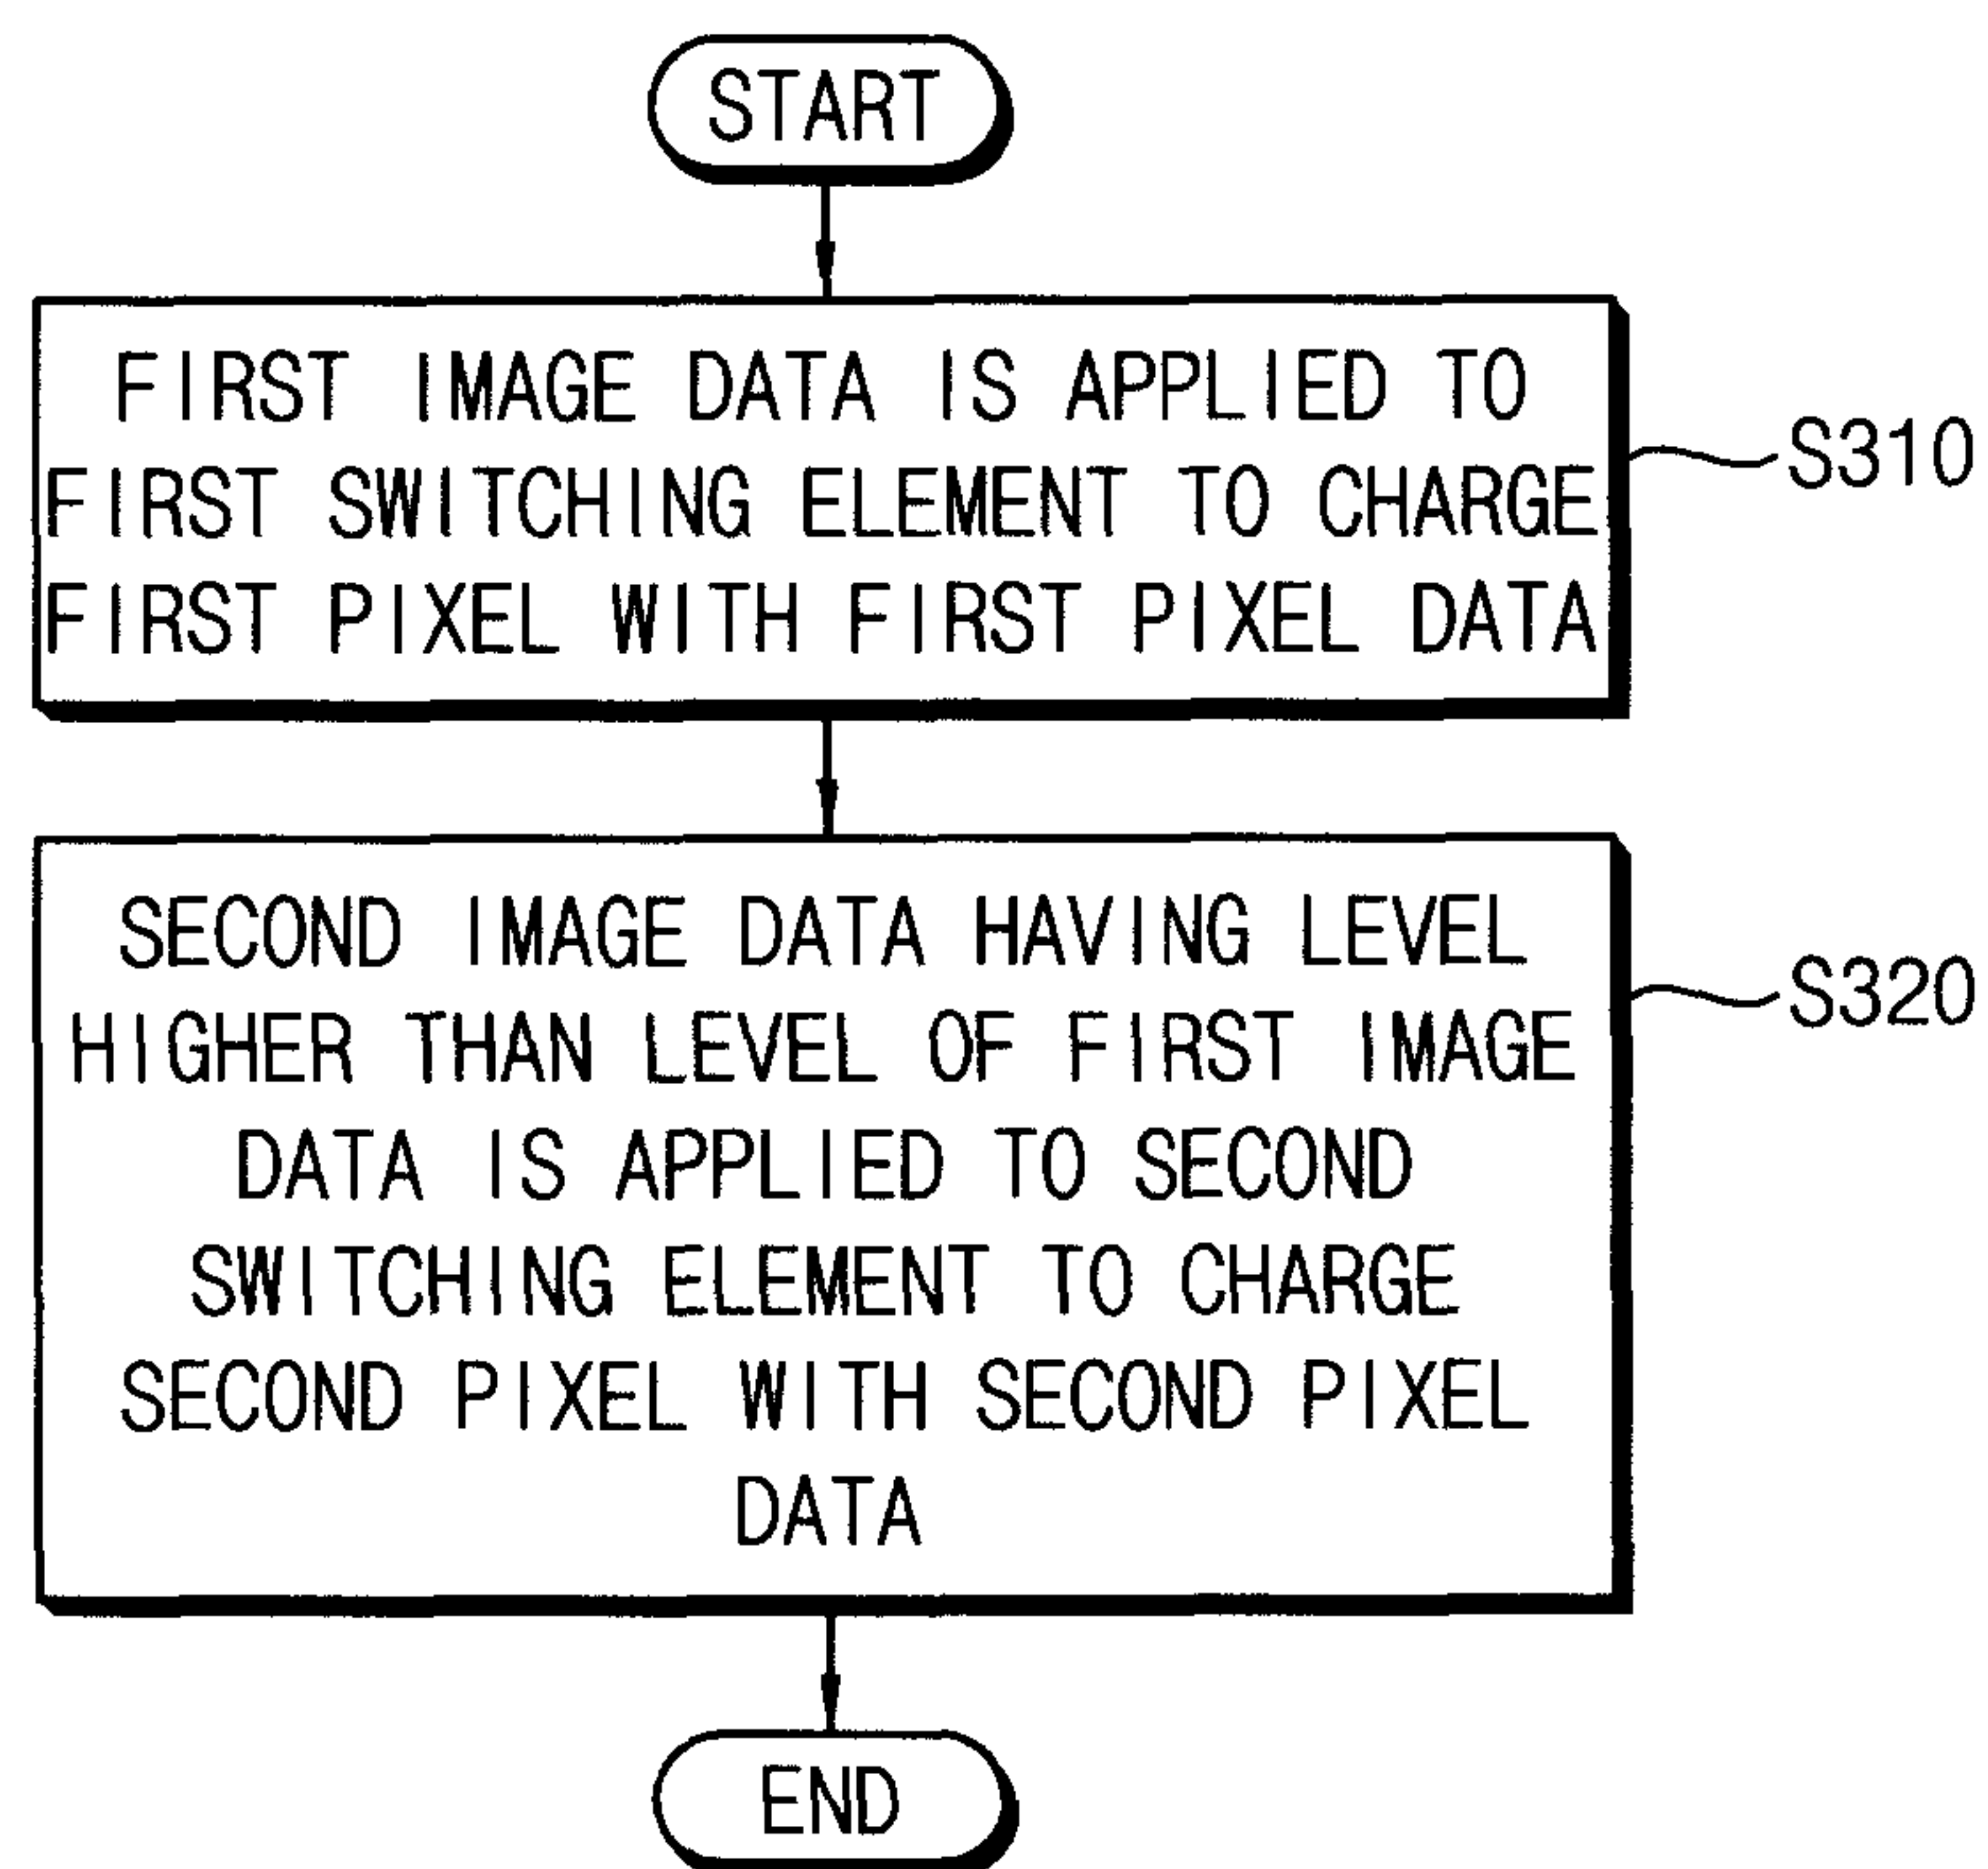 START
FIRST IMAGE DATA IS APPLIED TO
FIRST SWITCHING ELEMENT TO CHARGE
FIRST PIXEL WITH FIRST PIXEL DATA
S310
SECOND IMAGE DATA HAVING LEVEL
HIGHER THAN LEVEL OF FIRST IMAGE
DATA IS APPLIED TO SECOND
SWITCHING ELEMENT TO CHARGE
SECOND PIXEL WITH SECOND PIXEL
DATA
S320
END